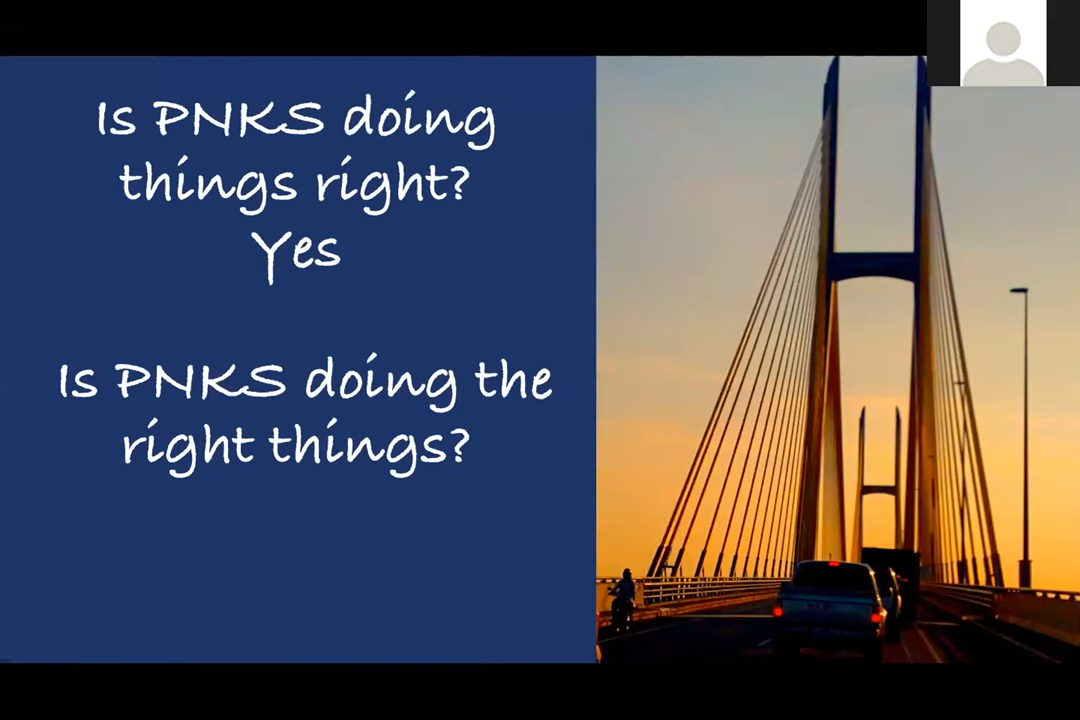 Is PNKS doing
things right?
Yes
Is PNKS doing the
right things?